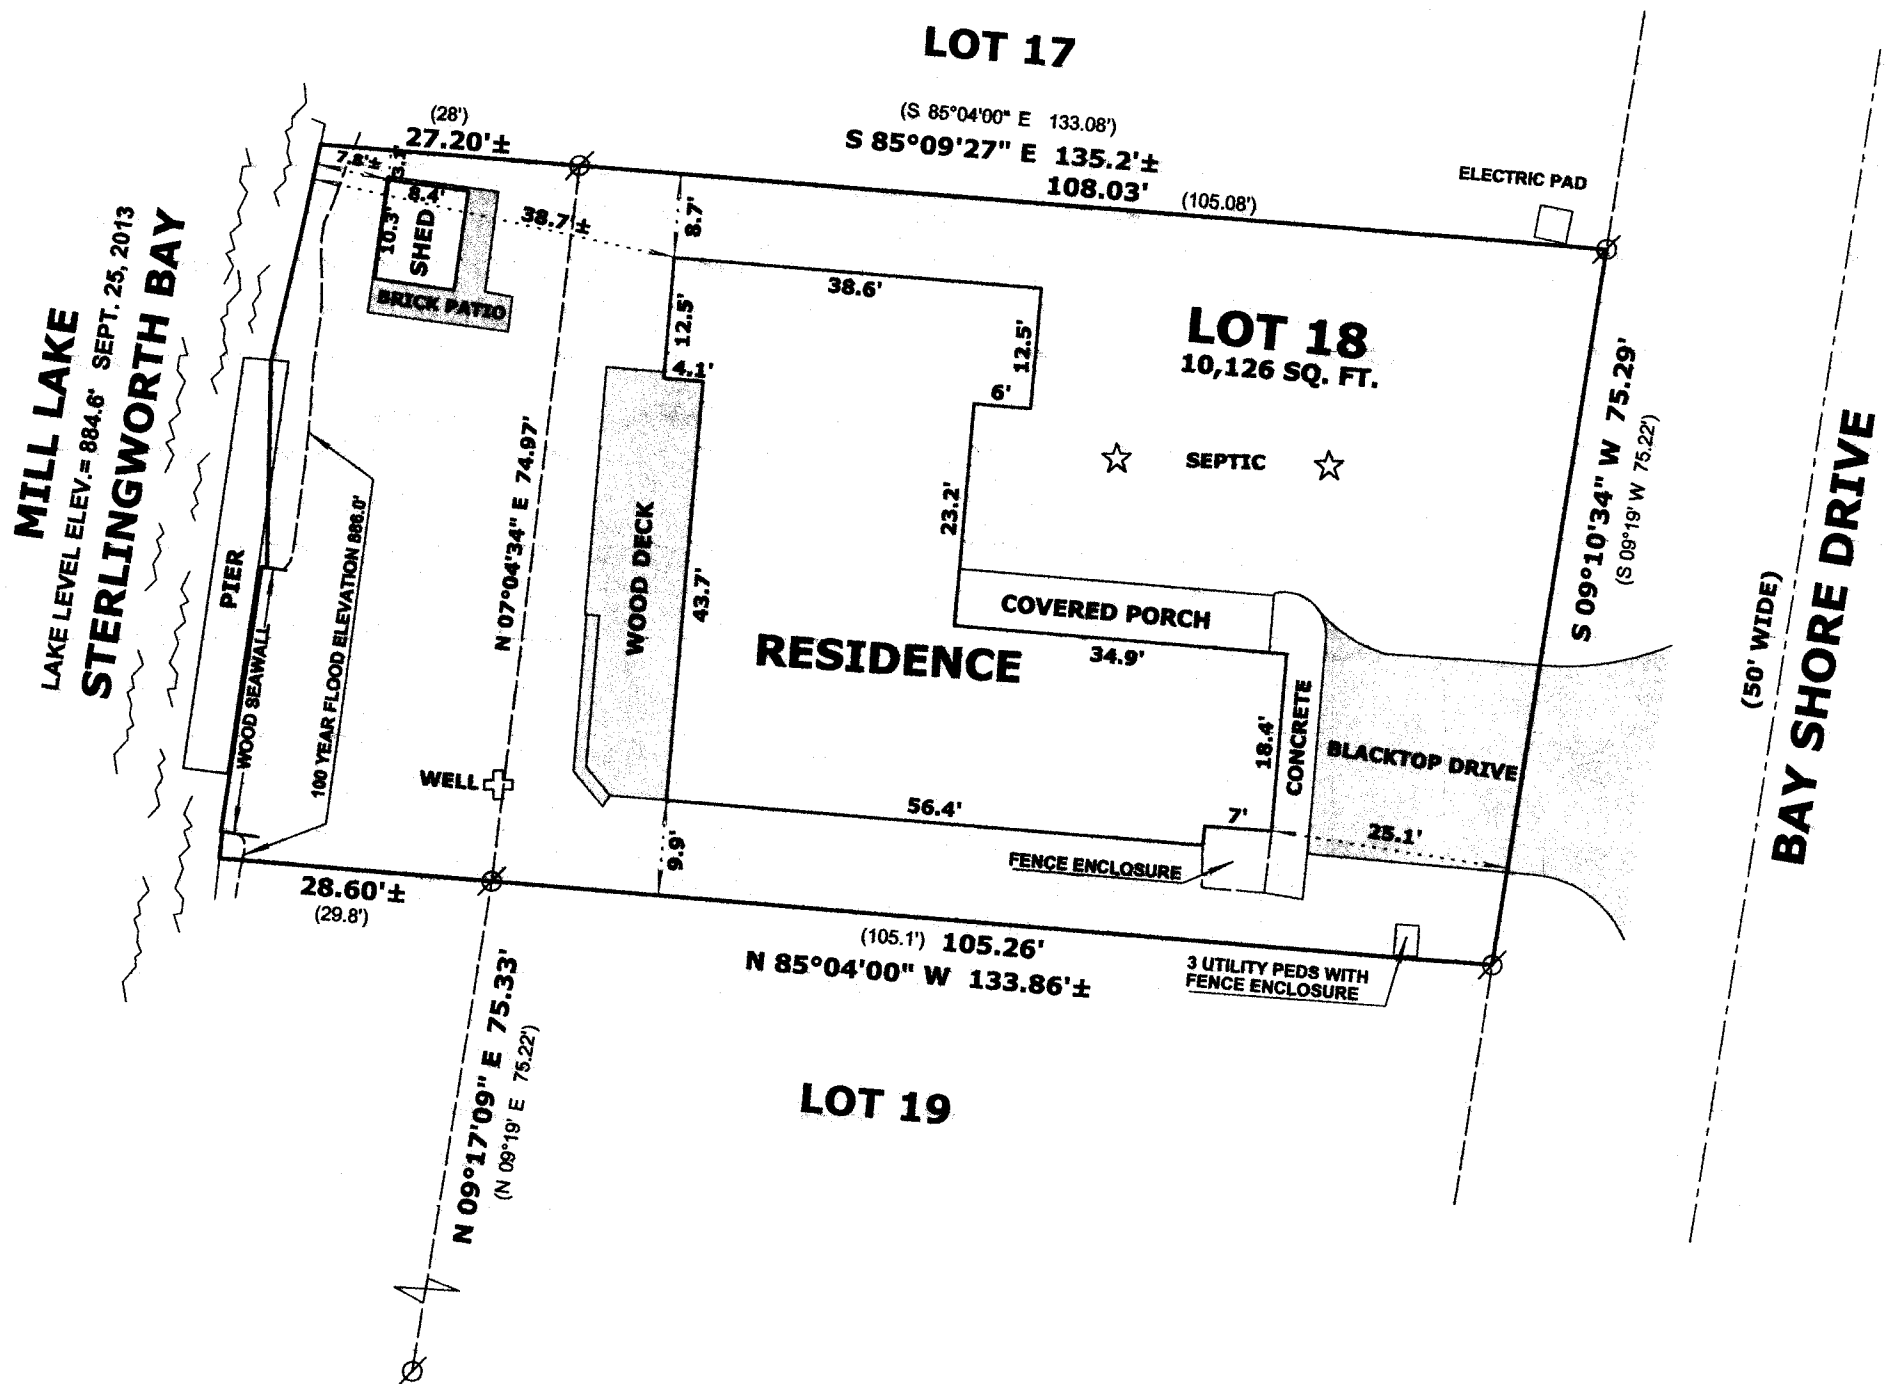 LOT 17
(28')
27.20'±
(S 85°04'00" E 133.08')
S 85°09'27" E 135.2'±
108.03'
(105.08')
ELECTRIC PAD
7.8'±
8.4'
10.3'
SHED
BRICK PATIO
38.7'±
8.7'
38.6'
12.5'
4.1'
12.5'
6'
LOT 18
10,126 SQ. FT.
SEPTIC
23.2'
MILL LAKE
LAKE LEVEL ELEV.= 884.6' SEPT. 25, 2013
STERLINGWORTH BAY
PIER
WOOD SEAWALL
100 YEAR FLOOD ELEVATION 886.0'
N 07°04'34" E 74.97'
WOOD DECK
43.7'
RESIDENCE
COVERED PORCH
34.9'
18.4'
CONCRETE
BLACKTOP DRIVE
S 09°10'34" W 75.29'
(S 09°19' W 75.22')
(50' WIDE)
BAY SHORE DRIVE
WELL
56.4'
7'
25.1'
9.9'
FENCE ENCLOSURE
28.60'±
(29.8')
(105.1') 105.26'
N 85°04'00" W 133.86'±
3 UTILITY PEDS WITH
FENCE ENCLOSURE
N 09°17'09" E 75.33'
(N 09°19' E 75.22')
LOT 19